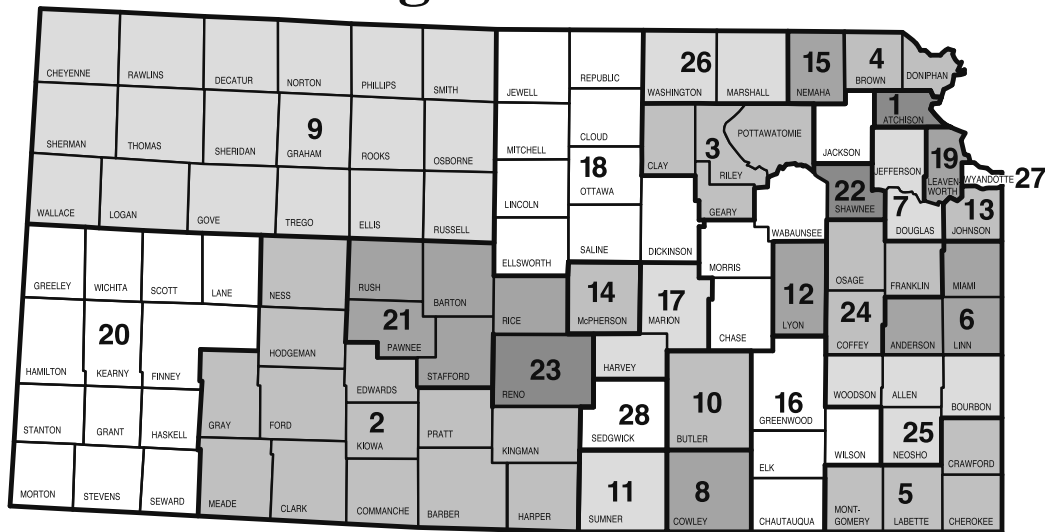 CHEYENNE
RAWLINS
DECATUR
NORTON
PHILLIPS
SMITH
JEWELL
REPUBLIC
26
WASHINGTON
MARSHALL
15
NEMAHA
4
BROWN
DONIPHAN
1
ATCHISON
SHERMAN
THOMAS
SHERIDAN
9
GRAHAM
ROOKS
OSBORNE
MITCHELL
CLOUD
CLAY
3
RILEY
POTTAWATOMIE
JACKSON
JEFFERSON
19
LEAVEN-
WORTH
WYANDOTTE 27
18
OTTAWA
LINCOLN
GEARY
22
SHAWNEE
7
DOUGLAS
13
JOHNSON
WALLACE
LOGAN
GOVE
TREGO
ELLIS
RUSSELL
ELLSWORTH
SALINE
DICKINSON
WABAUNSEE
MORRIS
GREELEY
WICHITA
SCOTT
LANE
NESS
RUSH
BARTON
RICE
14
McPHERSON
17
MARION
CHASE
12
LYON
OSAGE
FRANKLIN
MIAMI
24
COFFEY
ANDERSON
6
LINN
20
HAMILTON
KEARNY
FINNEY
HODGEMAN
21
PAWNEE
STAFFORD
23
RENO
HARVEY
EDWARDS
28
SEDGWICK
10
BUTLER
16
GREENWOOD
WOODSON
ALLEN
BOURBON
STANTON
GRANT
HASKELL
GRAY
FORD
2
KIOWA
PRATT
KINGMAN
ELK
WILSON
25
NEOSHO
CRAWFORD
MORTON
STEVENS
SEWARD
MEADE
CLARK
COMMANCHE
BARBER
HARPER
11
SUMNER
8
COWLEY
CHAUTAUQUA
MONT-
GOMERY
5
LABETTE
CHEROKEE